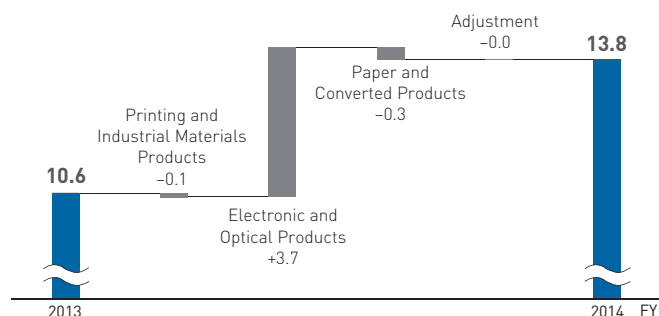 10.6
Printing and
Industrial Materials
Products
−0.1
Electronic and
Optical Products
+3.7
Paper and
Converted Products
−0.3
Adjustment
−0.0
13.8
2013
2014
FY